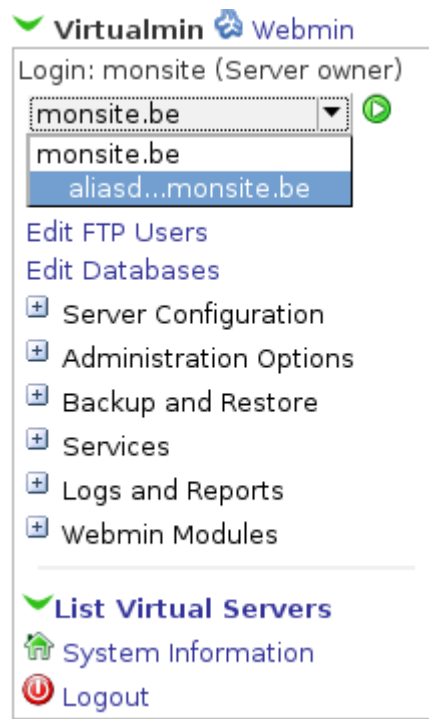 Virtualmin Webmin
Login: monsite (Server owner)
monsite.be
monsite.be
aliasd...monsite.be
Edit FTP Users
Edit Databases
Server Configuration
Administration Options
Backup and Restore
Services
Logs and Reports
Webmin Modules
List Virtual Servers
System Information
Logout